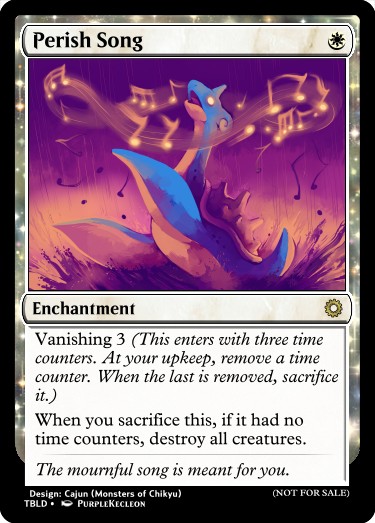 Perish Song
Enchantment
Vanishing 3 (This enters with three time
counters. At your upkeep, remove a time
counter. When the last is removed, sacrifice
it.)
When you sacrifice this, if it had no
time counters, destroy all creatures.
The mournful song is meant for you.
Design: Cajun (Monsters of Chikyu)
(NOT FOR SALE)
TBLD • PurpleKecleon